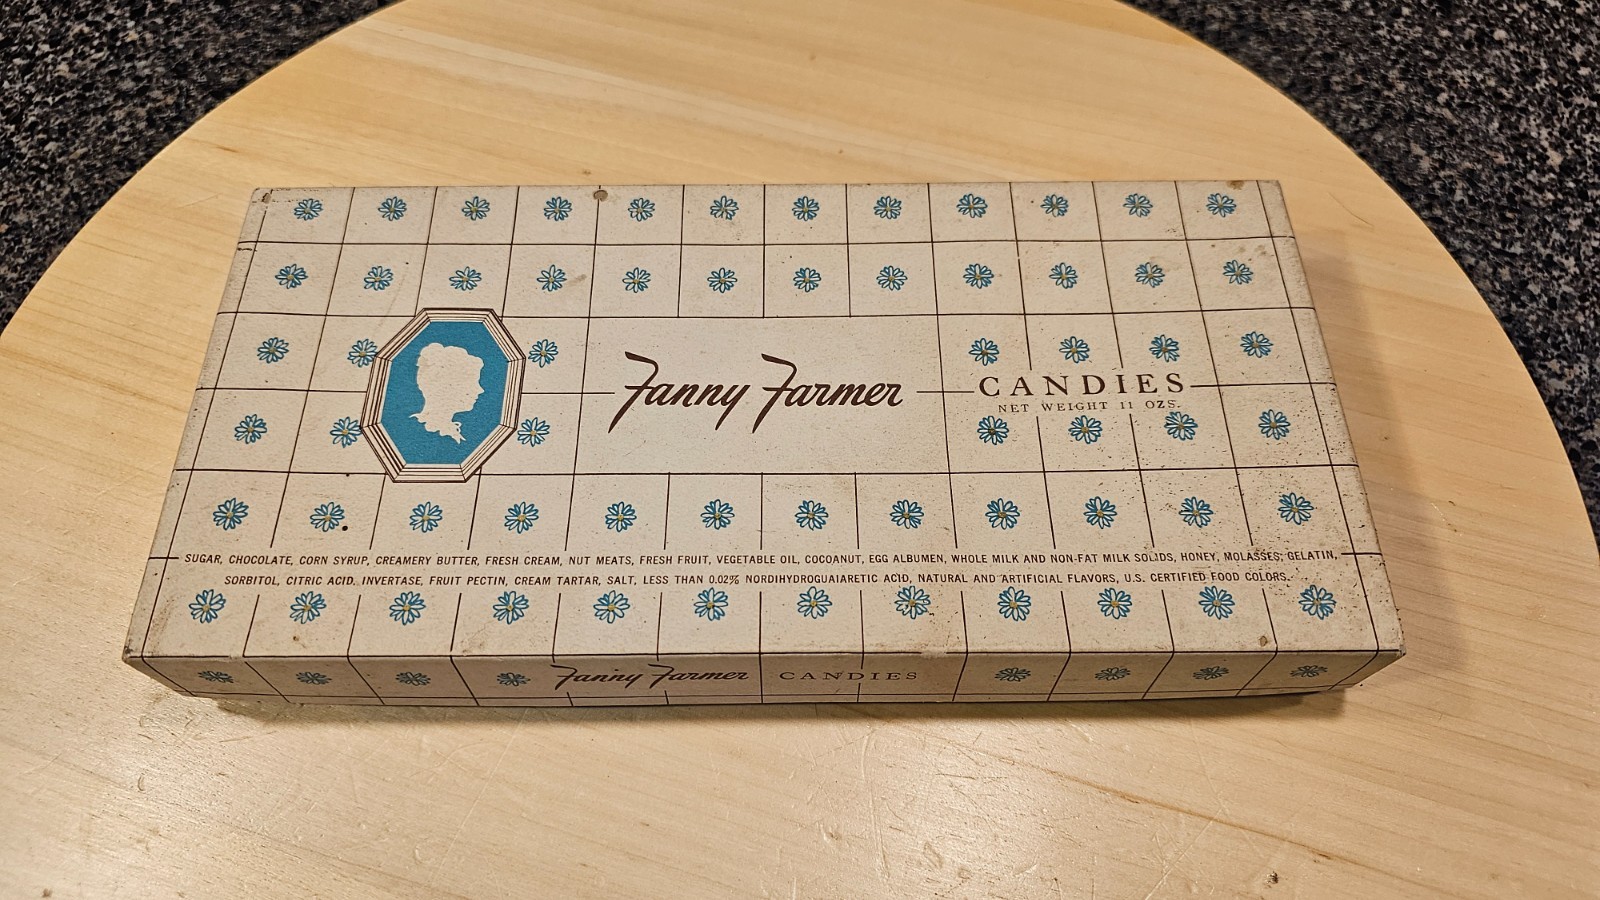 Fanny Farmer
CANDIES
NET WEIGHT 11 OZS.
SUGAR, CHOCOLATE, CORN SYRUP, CREAMERY BUTTER, FRESH CREAM, NUT MEATS, FRESH FRUIT, VEGETABLE OIL, COCOANUT, EGG ALBUMEN, WHOLE MILK AND NON-FAT MILK SOLIDS, HONEY, MOLASSES, GELATIN,
SORBITOL, CITRIC ACID, INVERTASE, FRUIT PECTIN, CREAM TARTAR, SALT, LESS THAN 0.02% NORDIHYDROGUAIARETIC ACID, NATURAL AND ARTIFICIAL FLAVORS, U.S. CERTIFIED FOOD COLORS.
Fanny Farmer CANDIES